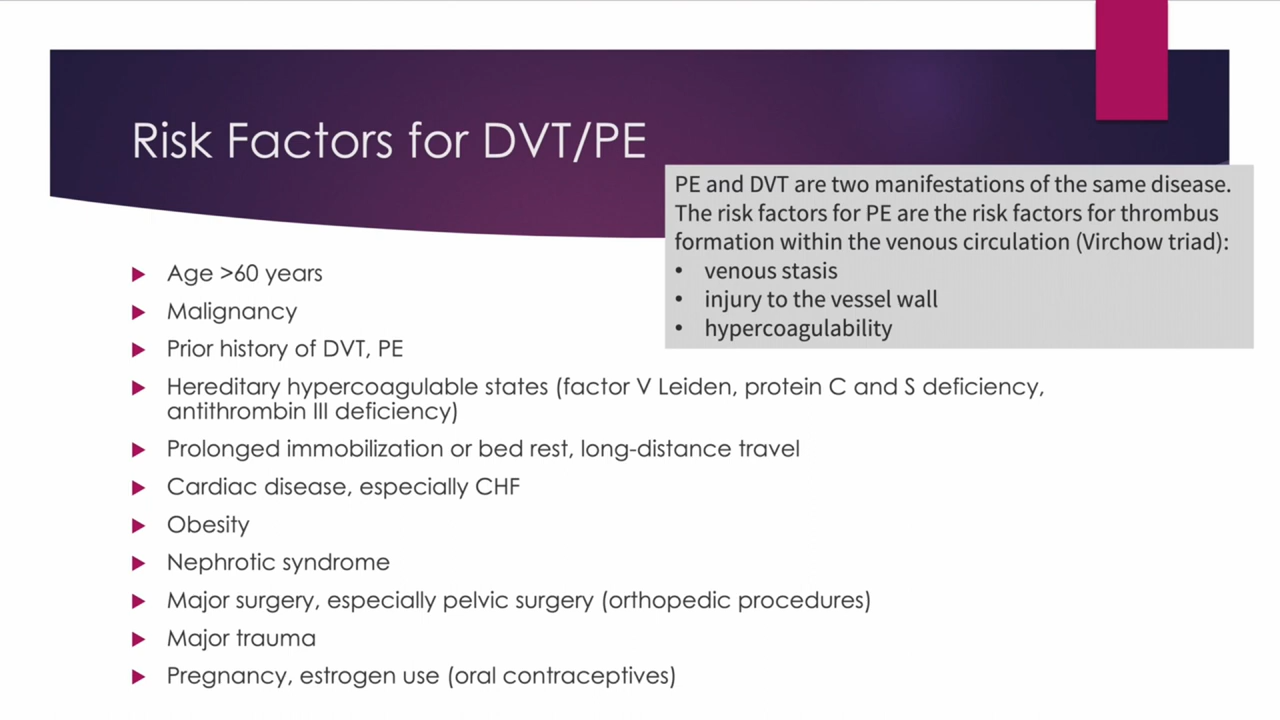 Risk Factors for DVT/PE
PE and DVT are two manifestations of the same disease.
The risk factors for PE are the risk factors for thrombus
formation within the venous circulation (Virchow triad):
• venous stasis
• injury to the vessel wall
• hypercoagulability
Age >60 years
Malignancy
Prior history of DVT, PE
Hereditary hypercoagulable states (factor V Leiden, protein C and S deficiency,
antithrombin III deficiency)
Prolonged immobilization or bed rest, long-distance travel
Cardiac disease, especially CHF
Obesity
Nephrotic syndrome
Major surgery, especially pelvic surgery (orthopedic procedures)
Major trauma
Pregnancy, estrogen use (oral contraceptives)